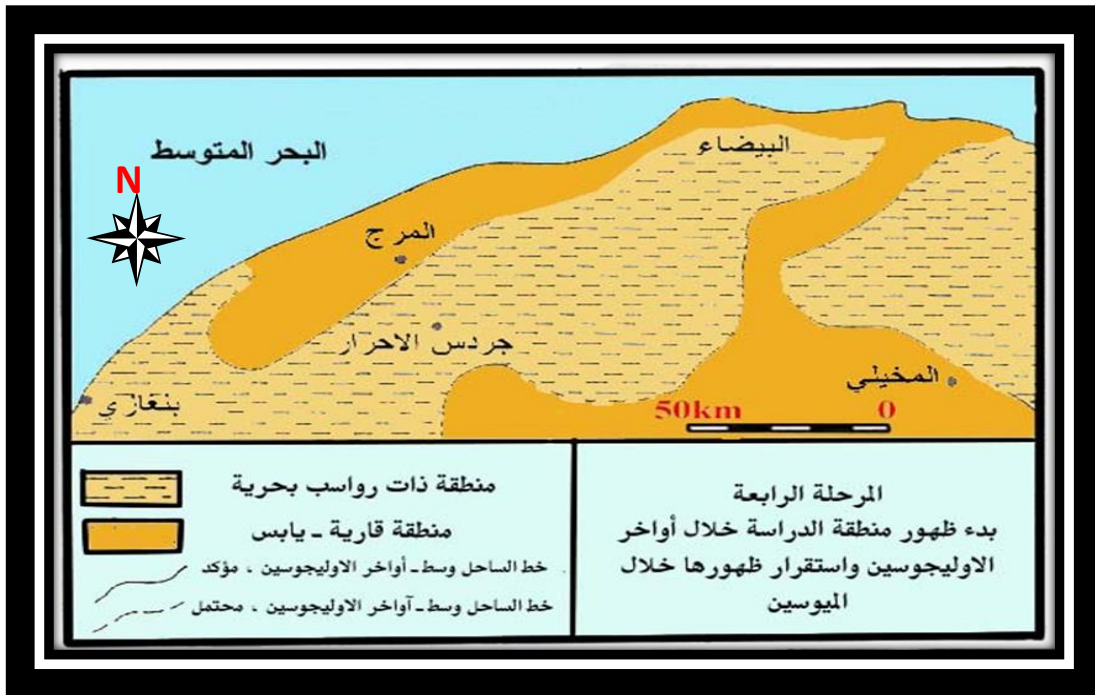 البحر المتوسط
N
البيضاء
المرج
جردس الاحرار
بنغازي
المخيلي
50km 0
منطقة ذات رواسب بحرية
منطقة قارية ـ يابس
خط الساحل وسط ـ أواخر الاوليجوسين ، مؤكد
خط الساحل وسط ـ آواخر الاوليجوسين ، محتمل
المرحلة الرابعة
بدء ظهور منطقة الدراسة خلال أواخر
الاوليجوسين واستقرار ظهورها خلال
الميوسين